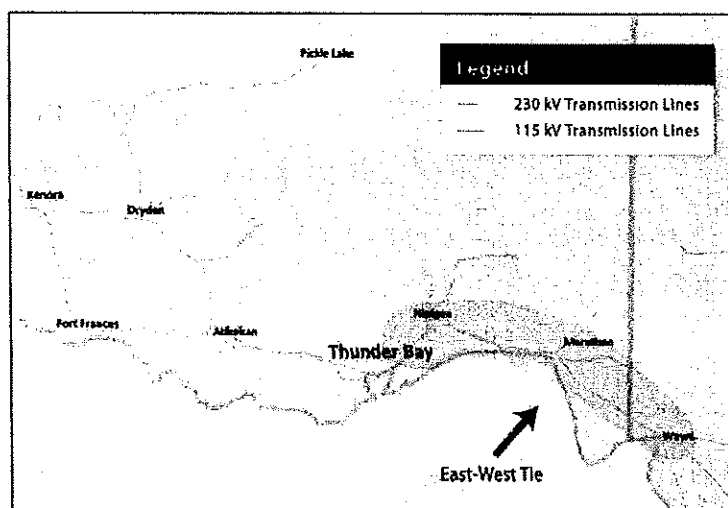 Pickle Lake
Legend
230 kV Transmission Lines
115 kV Transmission Lines
Kenora
Dryden
Nipigon
Fort Frances
Atikokan
Marathon
Thunder Bay
Wawa
East-West Tie